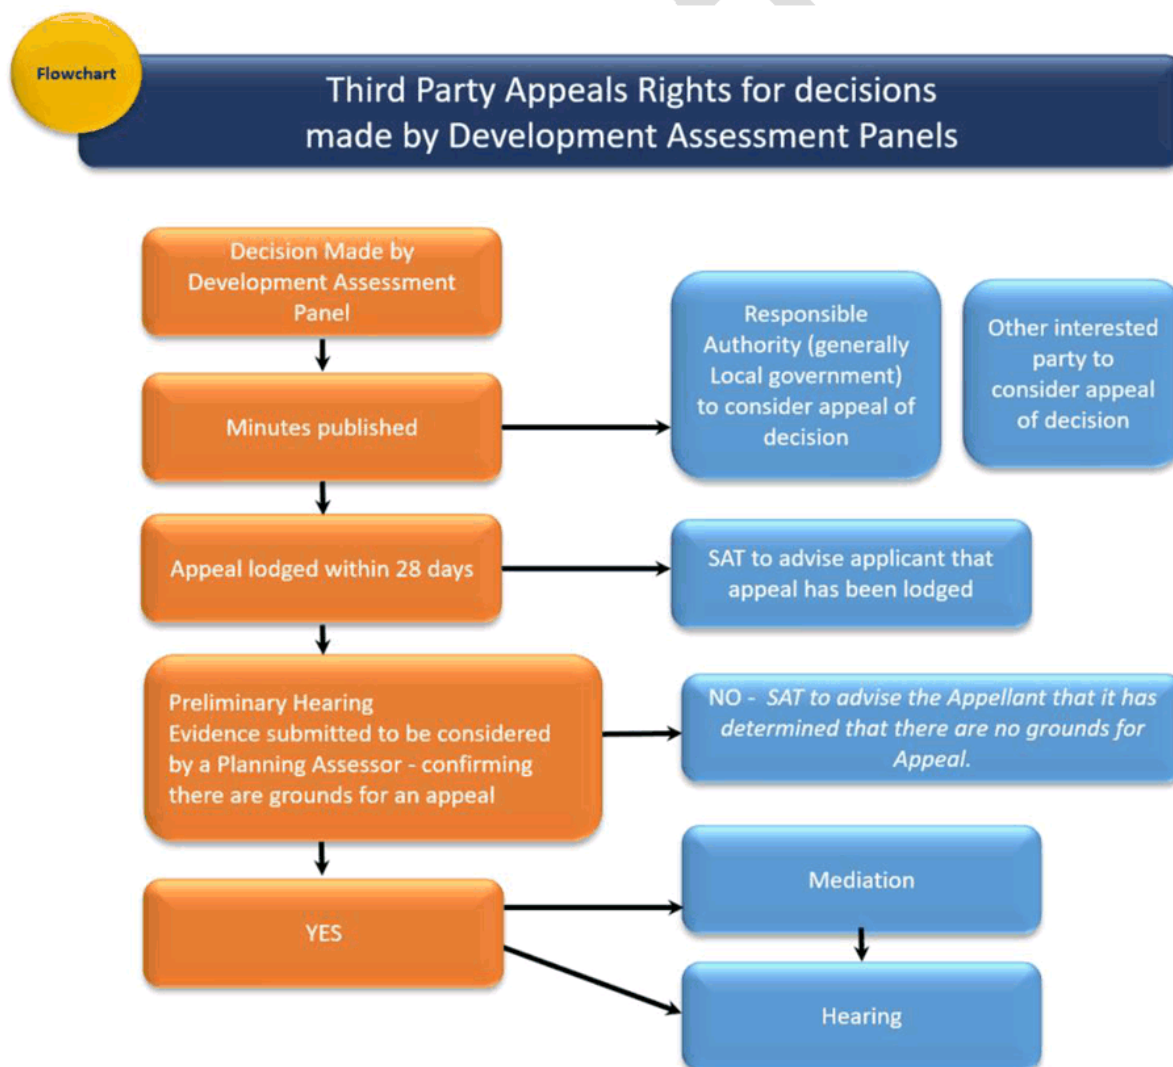 Flowchart
Third Party Appeals Rights for decisions
made by Development Assessment Panels
Decision Made by
Development Assessment
Panel
Minutes published
Responsible
Authority (generally
Local government)
to consider appeal of
decision
Other interested
party to
consider appeal
of decision
Appeal lodged within 28 days
SAT to advise applicant that
appeal has been lodged
Preliminary Hearing
Evidence submitted to be considered
by a Planning Assessor - confirming
there are grounds for an appeal
NO - SAT to advise the Appellant that it has
determined that there are no grounds for
Appeal.
YES
Mediation
Hearing